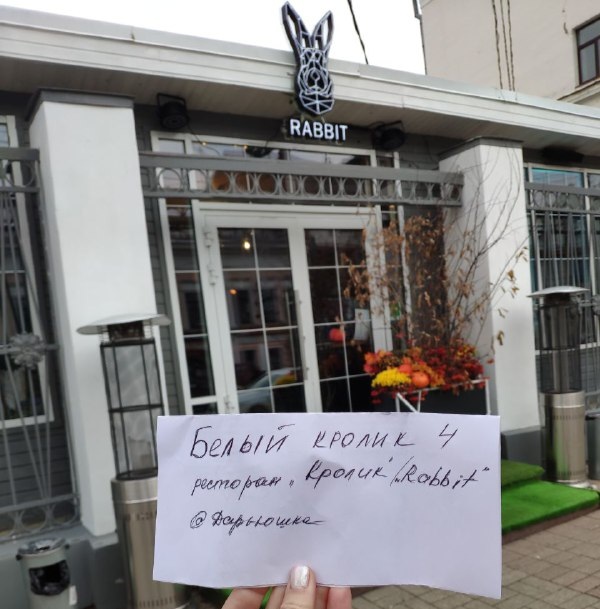 RABBIT
Белый кролик 4
ресторан „Кролик"/„Rabbit"
@Дарьюшка